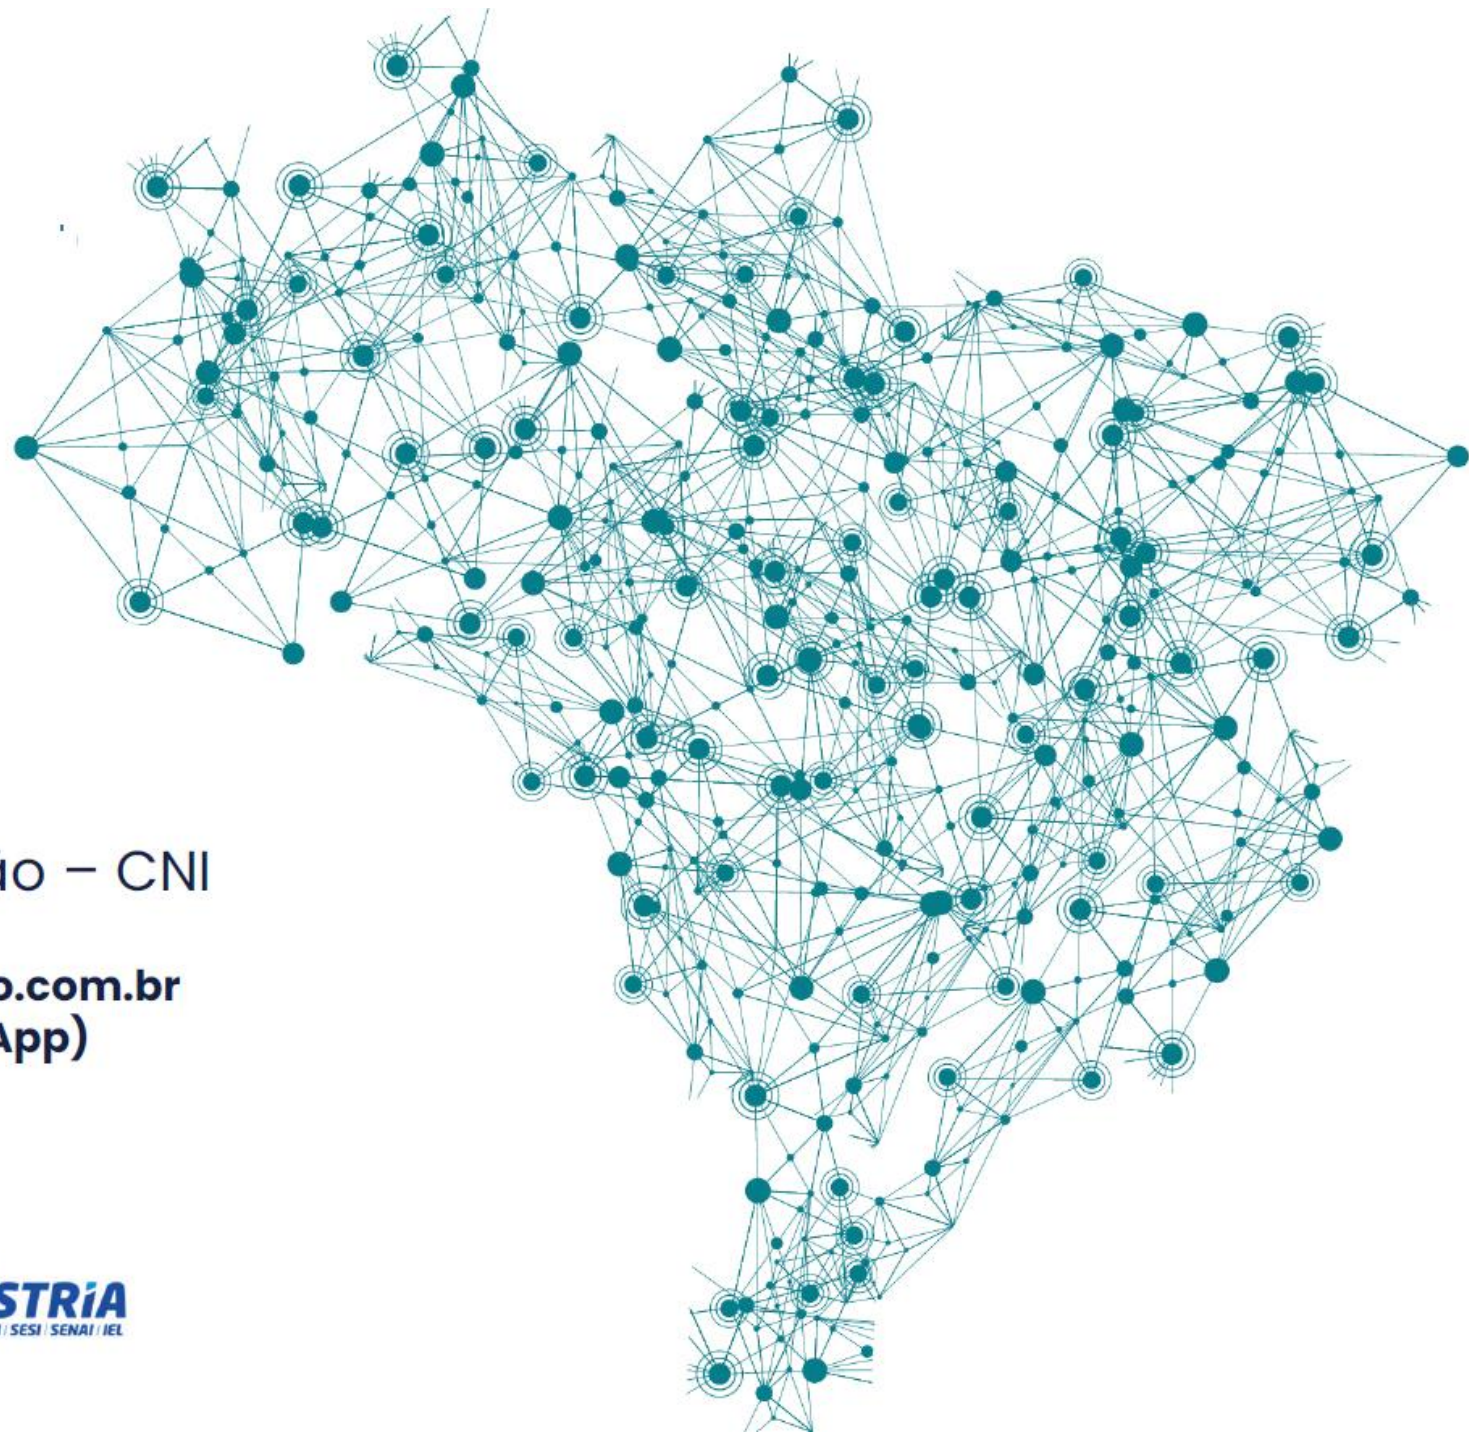 ão – CNI
o.com.br
App)
STRiA
SESI SENAI IEL